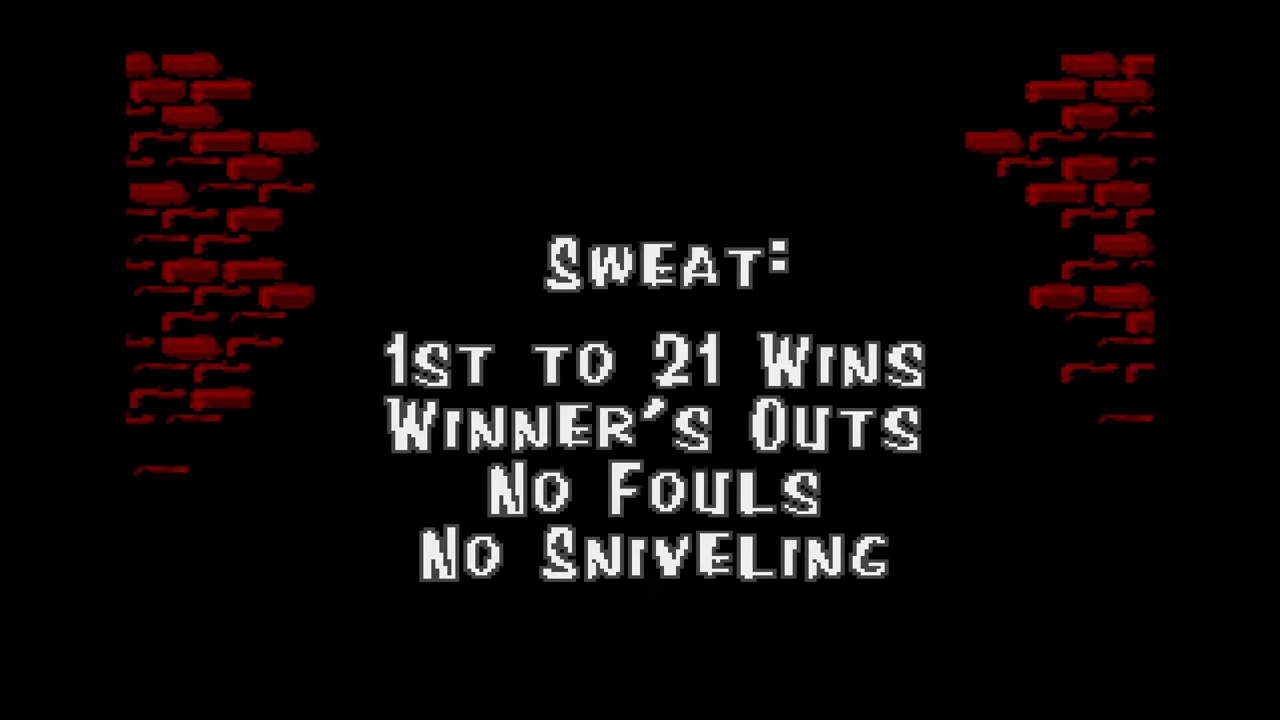 Sweat:
1st to 21 Wins
Winner's Outs
No Fouls
No Sniveling